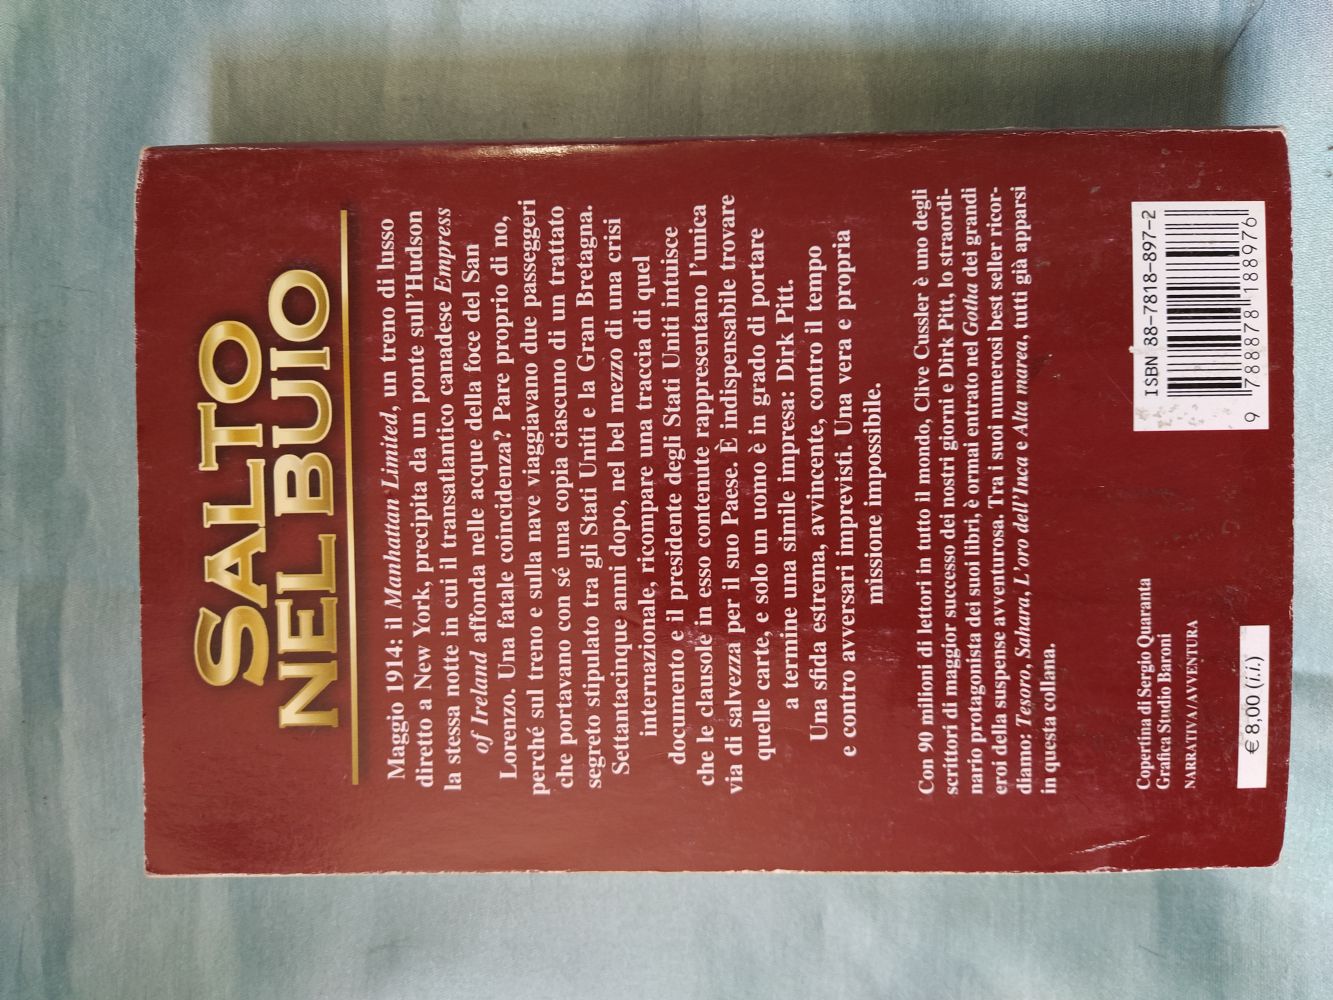 SALTO
NEL BUIO
Maggio 1914: il Manhattan Limited, un treno di lusso
diretto a New York, precipita da un ponte sull'Hudson
la stessa notte in cui il transatlantico canadese Empress
of Ireland affonda nelle acque della foce del San
Lorenzo. Una fatale coincidenza? Pare proprio di no,
perché sul treno e sulla nave viaggiavano due passeggeri
che portavano con sé una copia ciascuno di un trattato
segreto stipulato tra gli Stati Uniti e la Gran Bretagna.
Settantacinque anni dopo, nel bel mezzo di una crisi
internazionale, ricompare una traccia di quel
documento e il presidente degli Stati Uniti intuisce
che le clausole in esso contenute rappresentano l'unica
via di salvezza per il suo Paese. È indispensabile trovare
quelle carte, e solo un uomo è in grado di portare
a termine una simile impresa: Dirk Pitt.
Una sfida estrema, avvincente, contro il tempo
e contro avversari imprevisti. Una vera e propria
missione impossibile.
Con 90 milioni di lettori in tutto il mondo, Clive Cussler è uno degli
scrittori di maggior successo dei nostri giorni e Dirk Pitt, lo straordi-
nario protagonista dei suoi libri, è ormai entrato nel Gotha dei grandi
eroi della suspense avventurosa. Tra i suoi numerosi best seller ricor-
diamo: Tesoro, Sahara, L'oro dell'Inca e Alta marea, tutti già apparsi
in questa collana.
Copertina di Sergio Quaranta
Grafica Studio Baroni
NARRATIVA/AVVENTURA
€ 8,00 (i.i.)
ISBN 88-7818-897-2
9 788878 188976